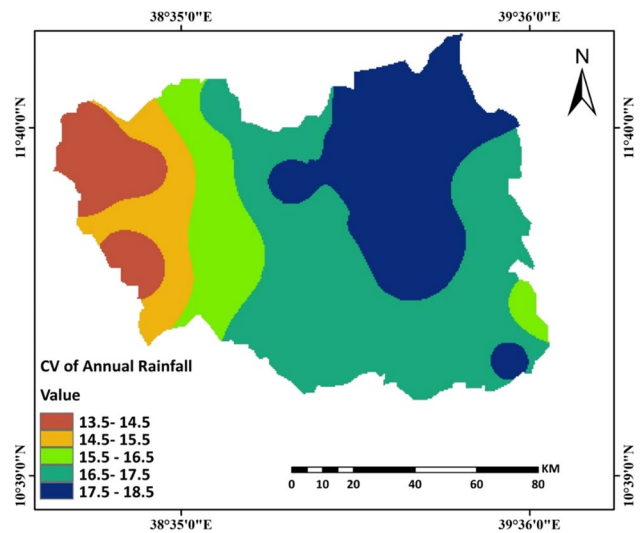 38°35'0"E 39°36'0"E
N
11°40'0"N 11°40'0"N
CV of Annual Rainfall
Value
13.5- 14.5
14.5 - 15.5
15.5 - 16.5
16.5 - 17.5
17.5 - 18.5
KM
0 10 20 40 60 80
10°39'0"N 10°39'0"N
38°35'0"E 39°36'0"E